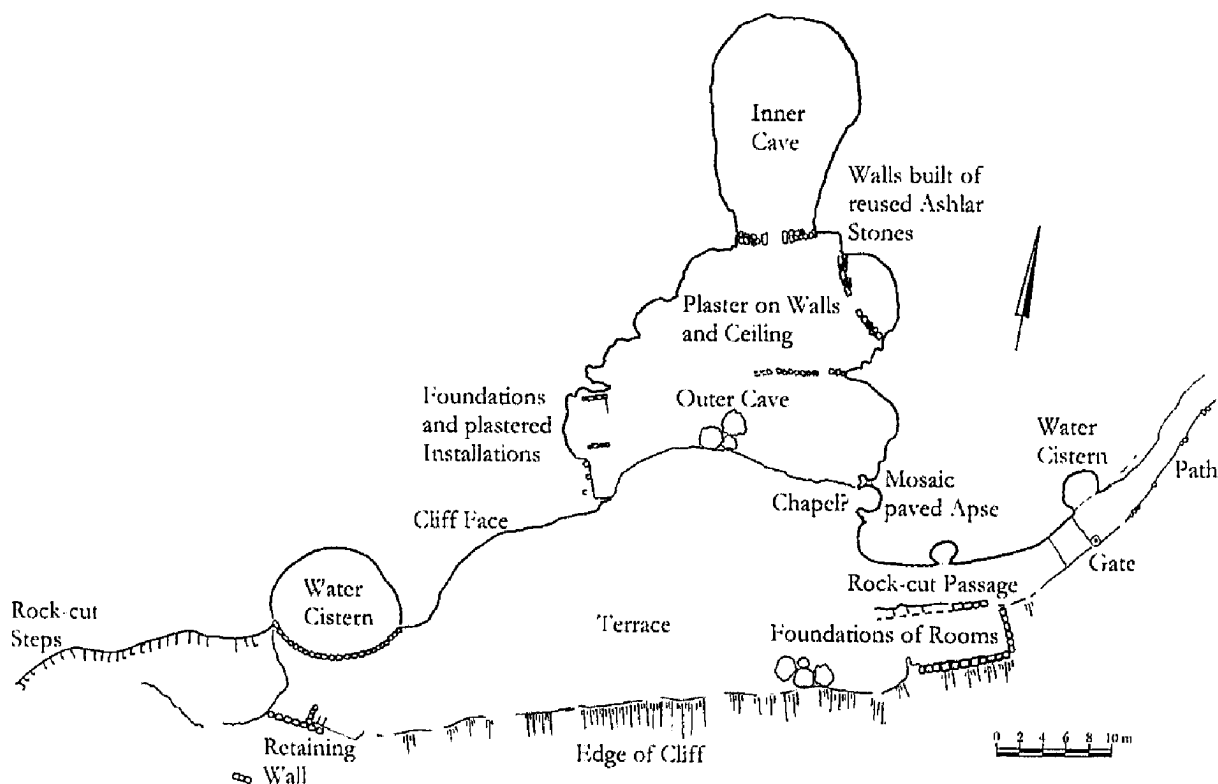 Inner
Cave
Walls built of
reused Ashlar
Stones
Plaster on Walls
and Ceiling
Foundations
and plastered
Installations
Outer Cave
Water
Cistern
Path
Mosaic
paved Apse
Chapel?
Cliff Face
Gate
Rock-cut Passage
Water
Cistern
Rock-cut
Steps
Terrace
Foundations of Rooms
Edge of Cliff
Retaining
Wall
0 2 4 6 8 10 m